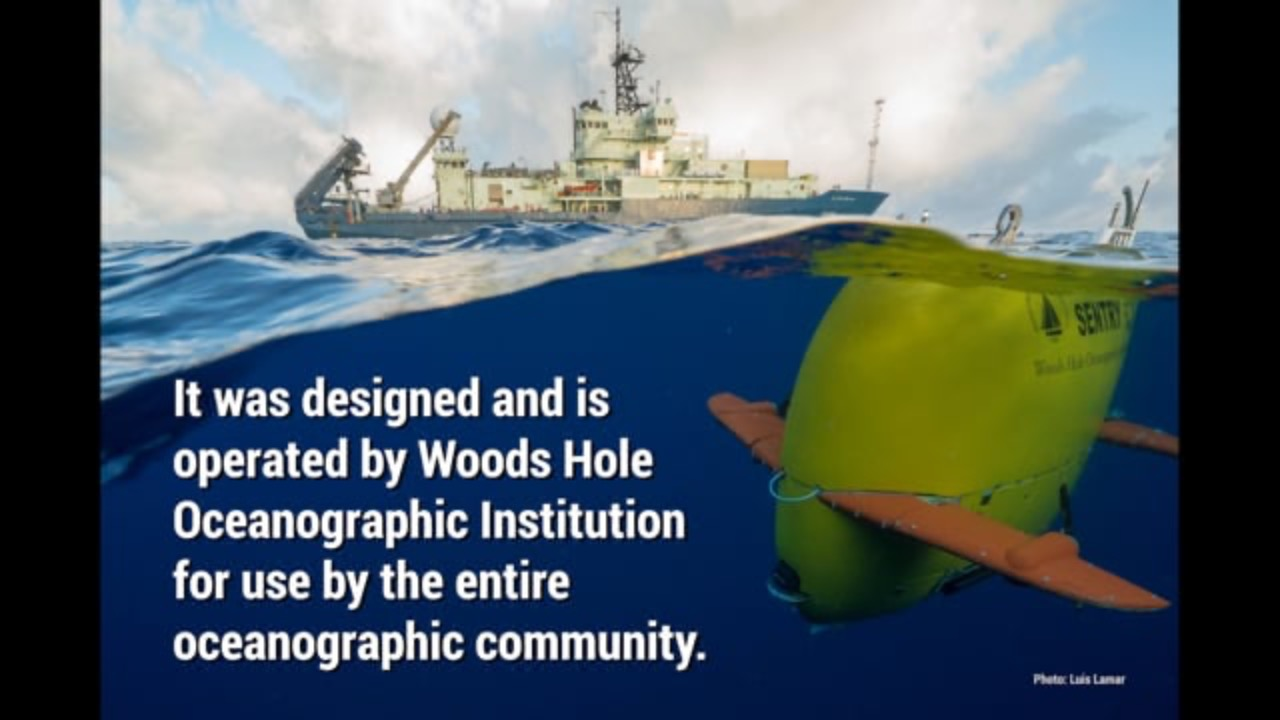 SENTRY
It was designed and is
operated by Woods Hole
Oceanographic Institution
for use by the entire
oceanographic community.
Photo: Luis Lamar